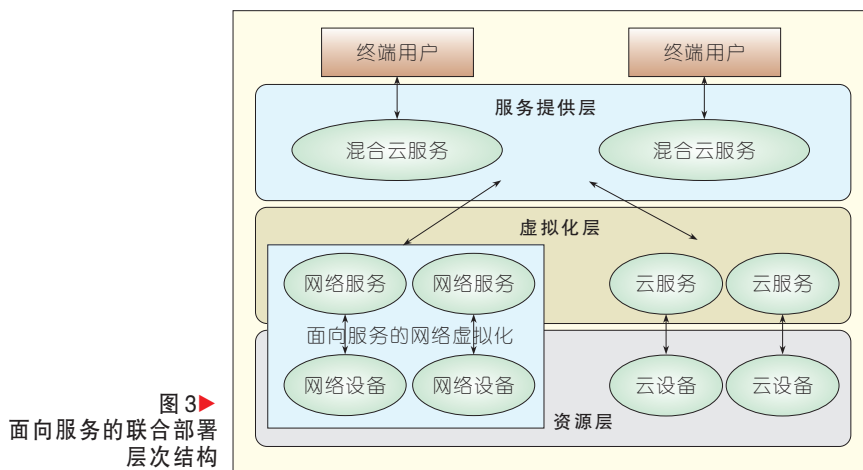 终端用户
终端用户
服务提供层
混合云服务
混合云服务
虚拟化层
网络服务
网络服务
云服务
云服务
面向服务的网络虚拟化
网络设备
网络设备
云设备
云设备
资源层
图3▶
面向服务的联合部署
层次结构